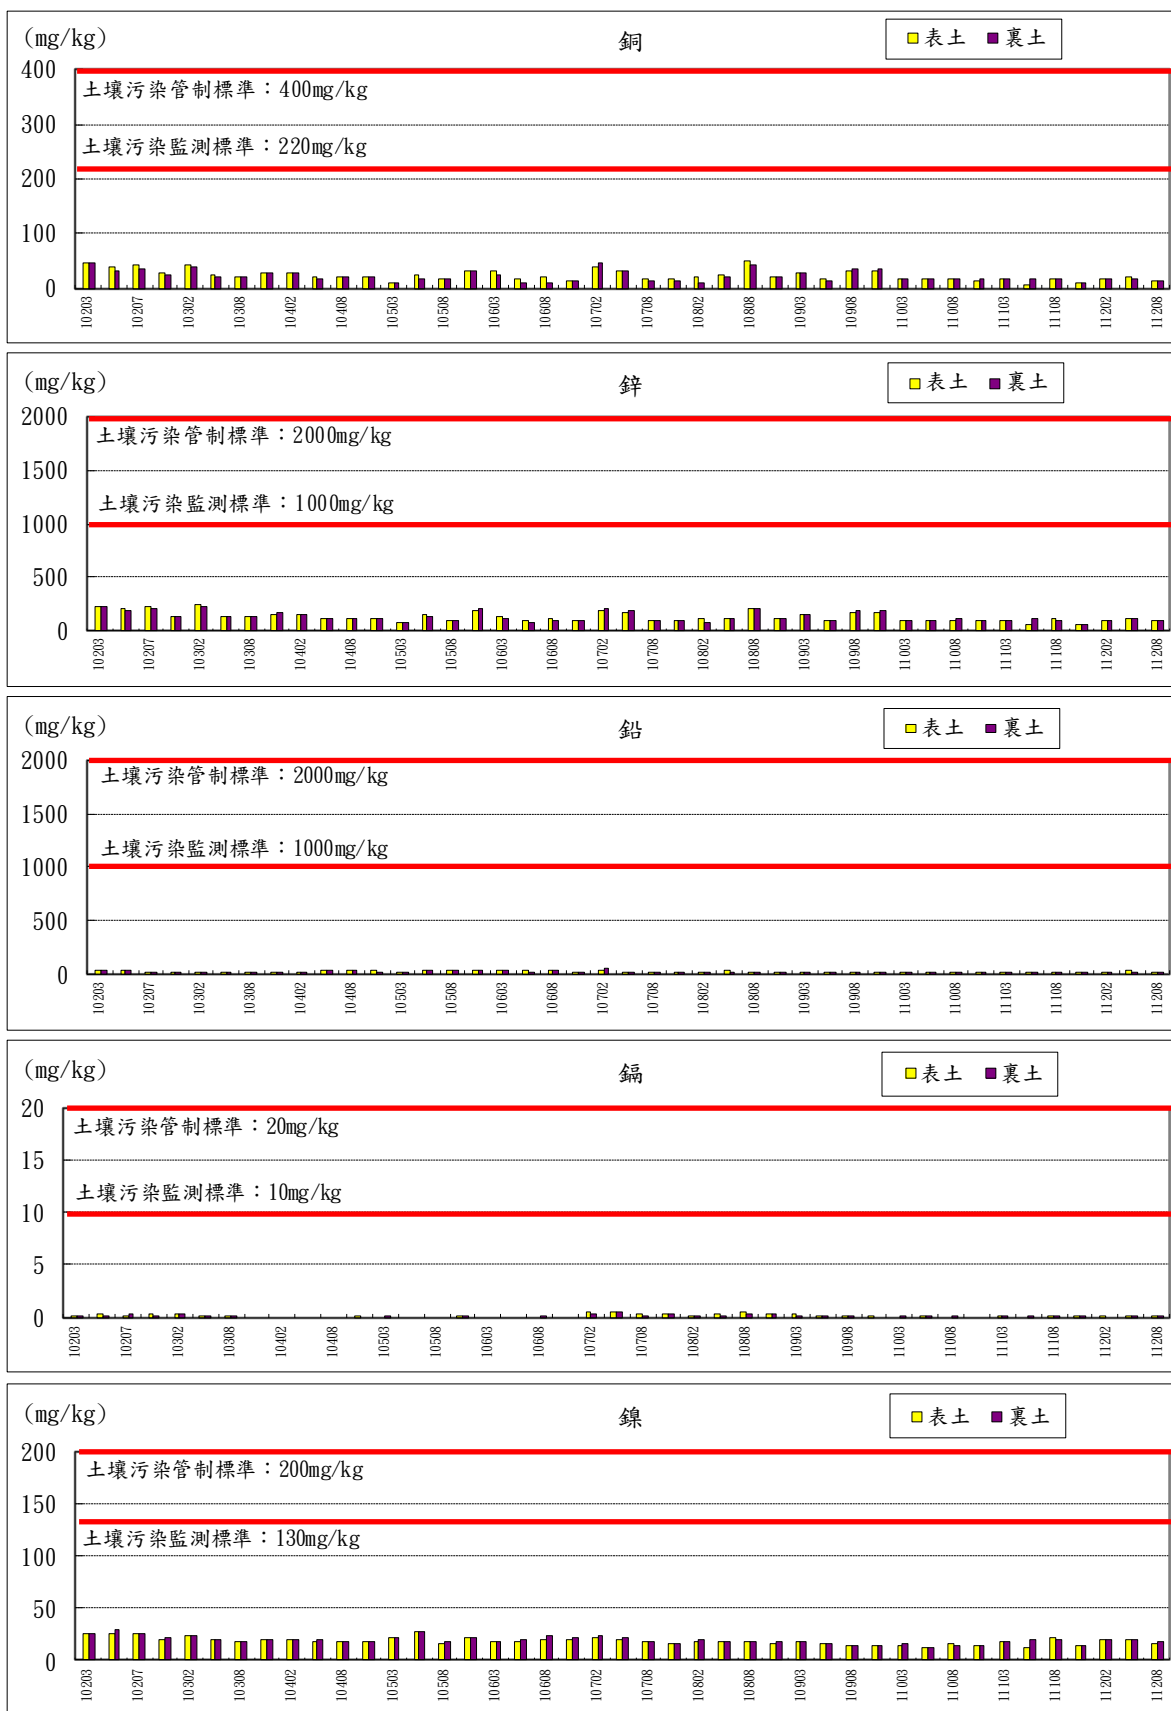 (mg/kg)
銅
表土 裏土
400
土壤污染管制標準：400mg/kg
300
土壤污染監測標準：220mg/kg
200
100
0
10203 10207 10302 10308 10402 10408 10503 10508 10603 10608 10702 10708 10802 10808 10903 10908 11003 11008 11103 11108 11202 11208
(mg/kg)
鋅
表土 裏土
2000
土壤污染管制標準：2000mg/kg
1500
土壤污染監測標準：1000mg/kg
1000
500
0
10203 10207 10302 10308 10402 10408 10503 10508 10603 10608 10702 10708 10802 10808 10903 10908 11003 11008 11103 11108 11202 11208
(mg/kg)
鉛
表土 裏土
2000
土壤污染管制標準：2000mg/kg
1500
土壤污染監測標準：1000mg/kg
1000
500
0
10203 10207 10302 10308 10402 10408 10503 10508 10603 10608 10702 10708 10802 10808 10903 10908 11003 11008 11103 11108 11202 11208
(mg/kg)
鎘
表土 裏土
20
土壤污染管制標準：20mg/kg
15
土壤污染監測標準：10mg/kg
10
5
0
10203 10207 10302 10308 10402 10408 10503 10508 10603 10608 10702 10708 10802 10808 10903 10908 11003 11008 11103 11108 11202 11208
(mg/kg)
鎳
表土 裏土
200
土壤污染管制標準：200mg/kg
150
土壤污染監測標準：130mg/kg
100
50
0
10203 10207 10302 10308 10402 10408 10503 10508 10603 10608 10702 10708 10802 10808 10903 10908 11003 11008 11103 11108 11202 11208